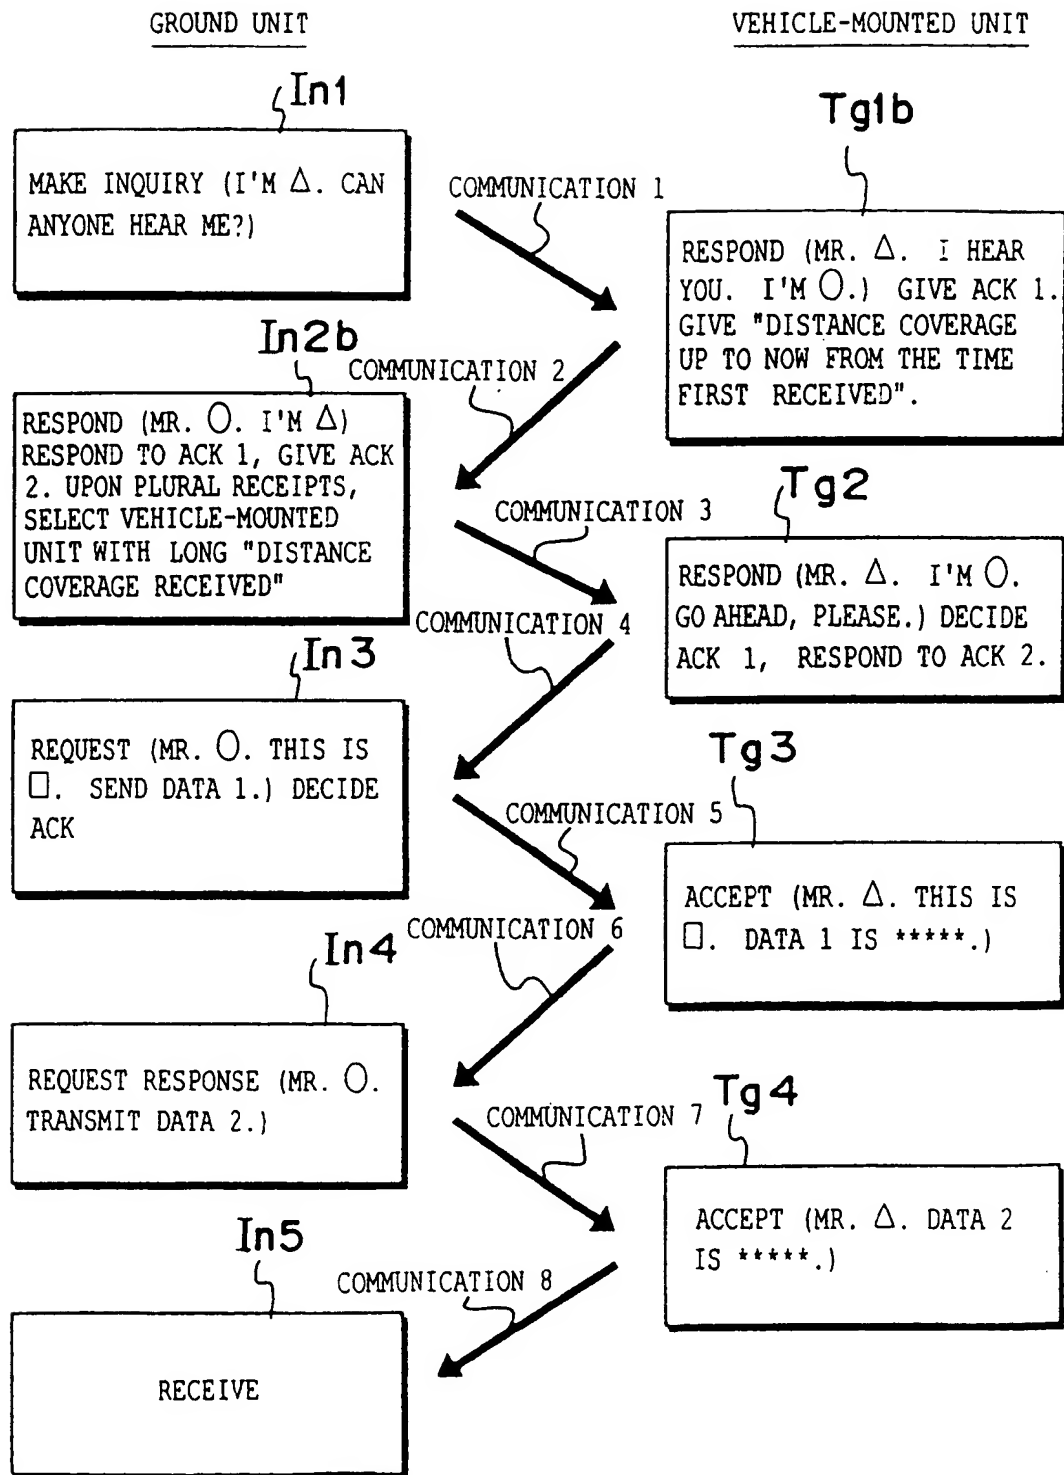 GROUND UNIT
VEHICLE-MOUNTED UNIT
In1
MAKE INQUIRY (I'M △. CAN
ANYONE HEAR ME?)
COMMUNICATION 1
Tg1b
RESPOND (MR. △. I HEAR
YOU. I'M ○.) GIVE ACK 1.
GIVE "DISTANCE COVERAGE
UP TO NOW FROM THE TIME
FIRST RECEIVED".
COMMUNICATION 2
In2b
RESPOND (MR. ○. I'M △)
RESPOND TO ACK 1, GIVE ACK
2. UPON PLURAL RECEIPTS,
SELECT VEHICLE-MOUNTED
UNIT WITH LONG "DISTANCE
COVERAGE RECEIVED"
COMMUNICATION 3
Tg2
RESPOND (MR. △. I'M ○.
GO AHEAD, PLEASE.) DECIDE
ACK 1, RESPOND TO ACK 2.
COMMUNICATION 4
In3
REQUEST (MR. ○. THIS IS
□. SEND DATA 1.) DECIDE
ACK
COMMUNICATION 5
Tg3
ACCEPT (MR. △. THIS IS
□. DATA 1 IS *****.)
COMMUNICATION 6
In4
REQUEST RESPONSE (MR. ○.
TRANSMIT DATA 2.)
COMMUNICATION 7
Tg4
ACCEPT (MR. △. DATA 2
IS *****.)
COMMUNICATION 8
In5
RECEIVE